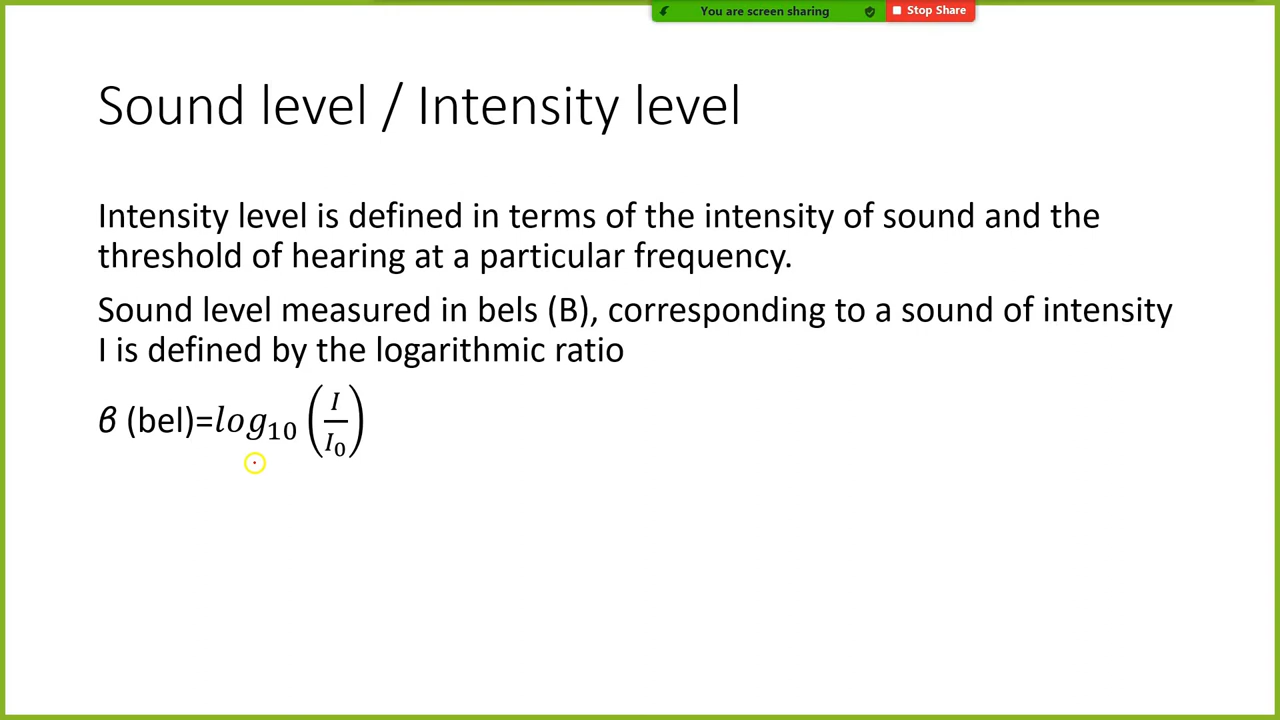 You are screen sharing
Stop Share
Sound level / Intensity level
Intensity level is defined in terms of the intensity of sound and the
threshold of hearing at a particular frequency.
Sound level measured in bels (B), corresponding to a sound of intensity
I is defined by the logarithmic ratio
β (bel)=log₁₀ (I/I₀)